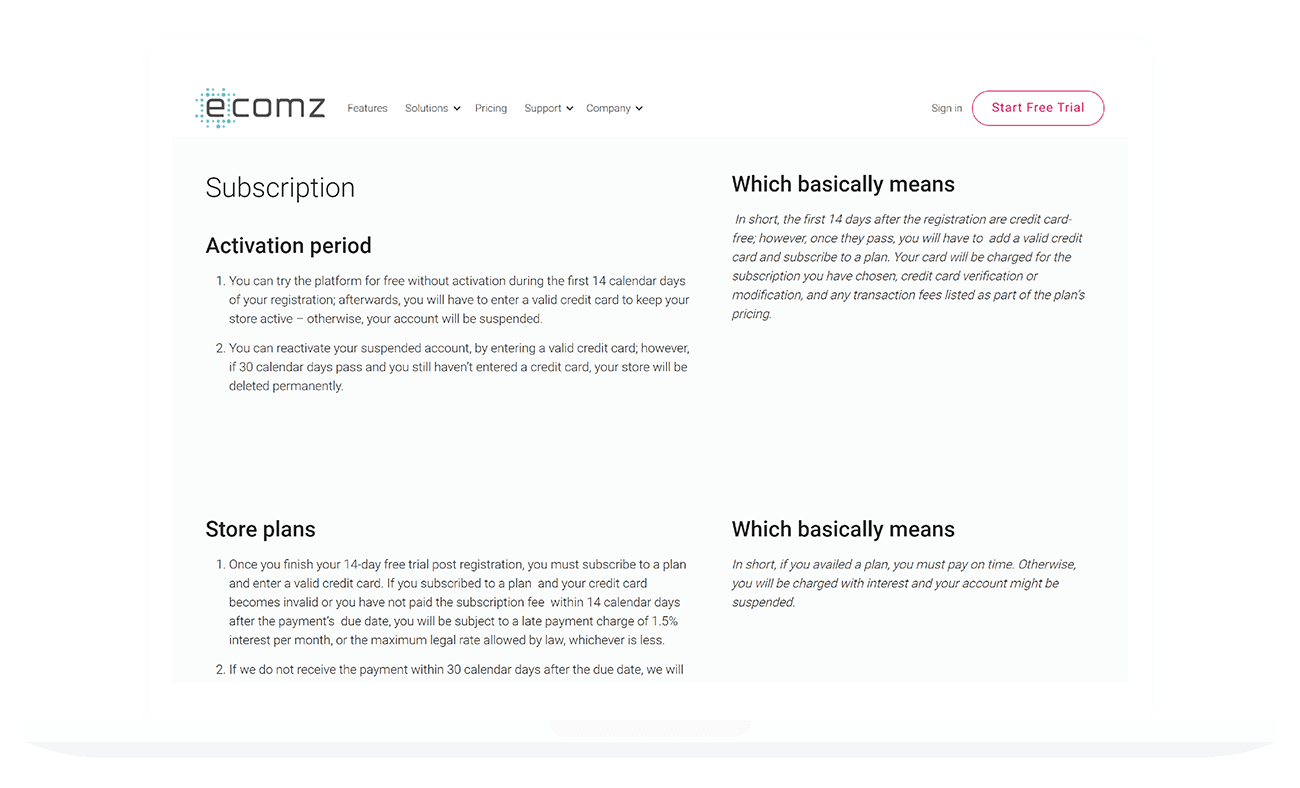 ecomz
Features Solutions Pricing Support Company
Sign in Start Free Trial
Subscription
Activation period
1. You can try the platform for free without activation during the first 14 calendar days
of your registration; afterwards, you will have to enter a valid credit card to keep your
store active – otherwise, your account will be suspended.
2. You can reactivate your suspended account, by entering a valid credit card; however,
if 30 calendar days pass and you still haven't entered a credit card, your store will be
deleted permanently.
Which basically means
In short, the first 14 days after the registration are credit card-
free; however, once they pass, you will have to add a valid credit
card and subscribe to a plan. Your card will be charged for the
subscription you have chosen, credit card verification or
modification, and any transaction fees listed as part of the plan's
pricing.
Store plans
1. Once you finish your 14-day free trial post registration, you must subscribe to a plan
and enter a valid credit card. If you subscribed to a plan and your credit card
becomes invalid or you have not paid the subscription fee within 14 calendar days
after the payment's due date, you will be subject to a late payment charge of 1.5%
interest per month, or the maximum legal rate allowed by law, whichever is less.
2. If we do not receive the payment within 30 calendar days after the due date, we will
Which basically means
In short, if you availed a plan, you must pay on time. Otherwise,
you will be charged with interest and your account might be
suspended.